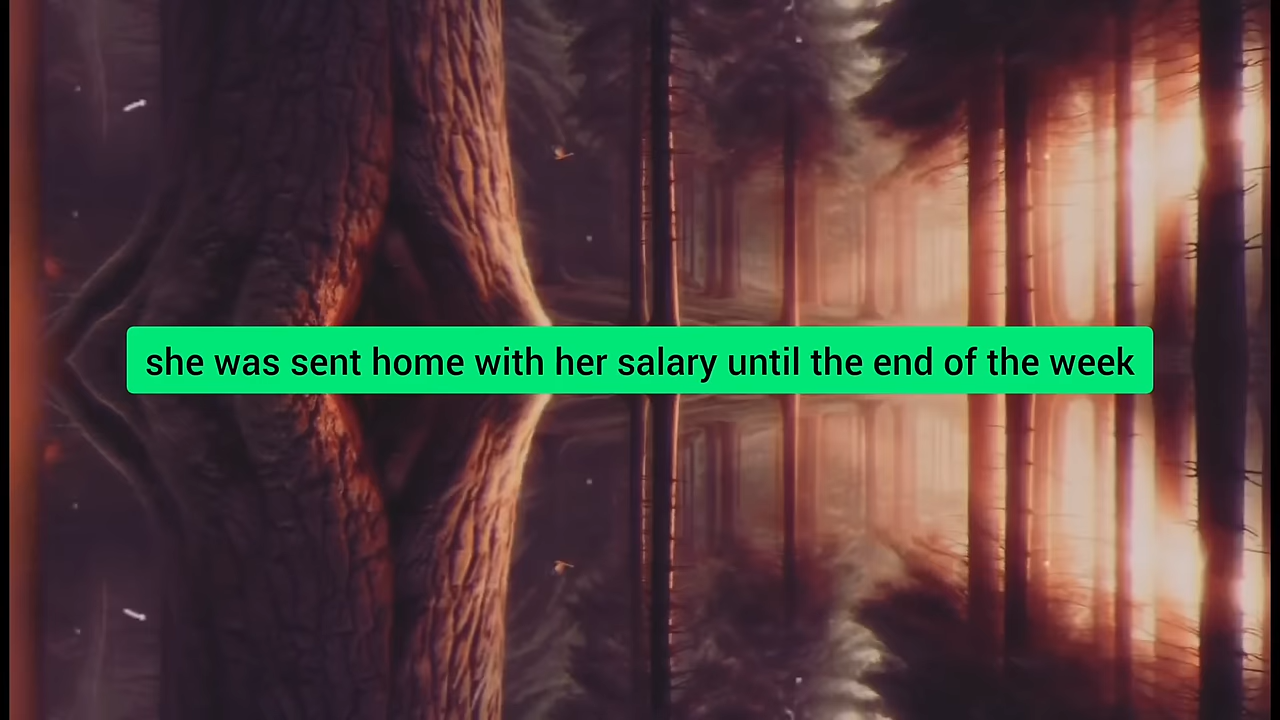 she was sent home with her salary until the end of the week